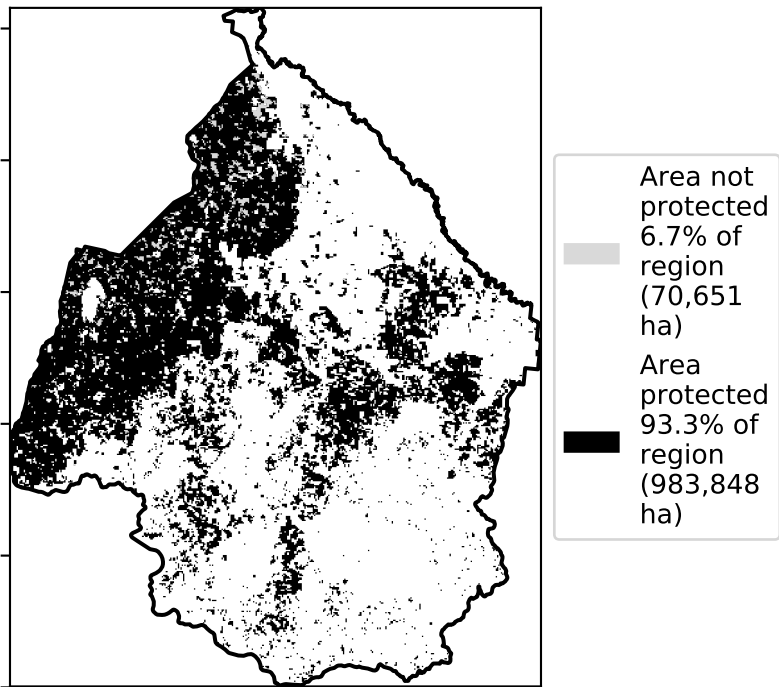 Area not
protected
6.7% of
region
(70,651
ha)
Area
protected
93.3% of
region
(983,848
ha)